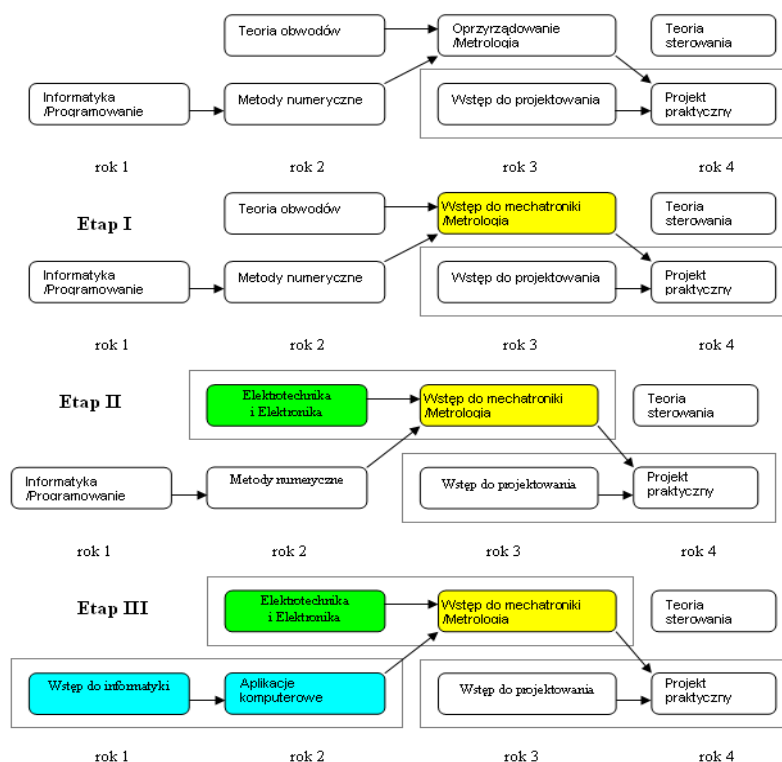 Teoria obwodów
Oprzyrządowanie
/Metrologia
Teoria
sterowania
Informatyka
/Programowanie
Metody numeryczne
Wstęp do projektowania
Projekt
praktyczny
rok 1
rok 2
rok 3
rok 4
Etap I
Teoria obwodów
Wstęp do mechatroniki
/Metrologia
Teoria
sterowania
Informatyka
/Programowanie
Metody numeryczne
Wstęp do projektowania
Projekt
praktyczny
rok 1
rok 2
rok 3
rok 4
Etap II
Elektrotechnika
i Elektronika
Wstęp do mechatroniki
/Metrologia
Teoria
sterowania
Informatyka
/Programowanie
Metody numeryczne
Wstęp do projektowania
Projekt
praktyczny
rok 1
rok 2
rok 3
rok 4
Etap III
Elektrotechnika
i Elektronika
Wstęp do mechatroniki
/Metrologia
Teoria
sterowania
Wstęp do informatyki
Aplikacje
komputerowe
Wstęp do projektowania
Projekt
praktyczny
rok 1
rok 2
rok 3
rok 4